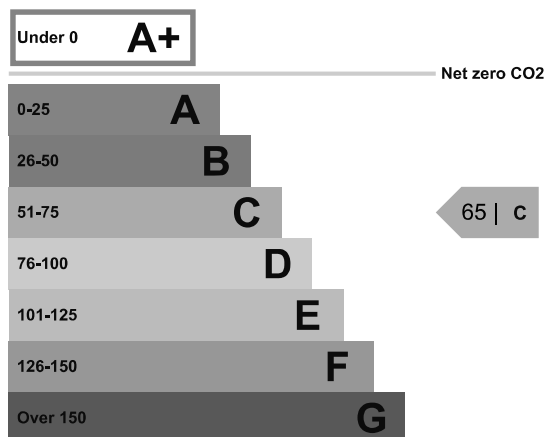 Under 0 A+
Net zero CO2
0-25 A
26-50 B
51-75 C
65 | C
76-100 D
101-125 E
126-150 F
Over 150 G